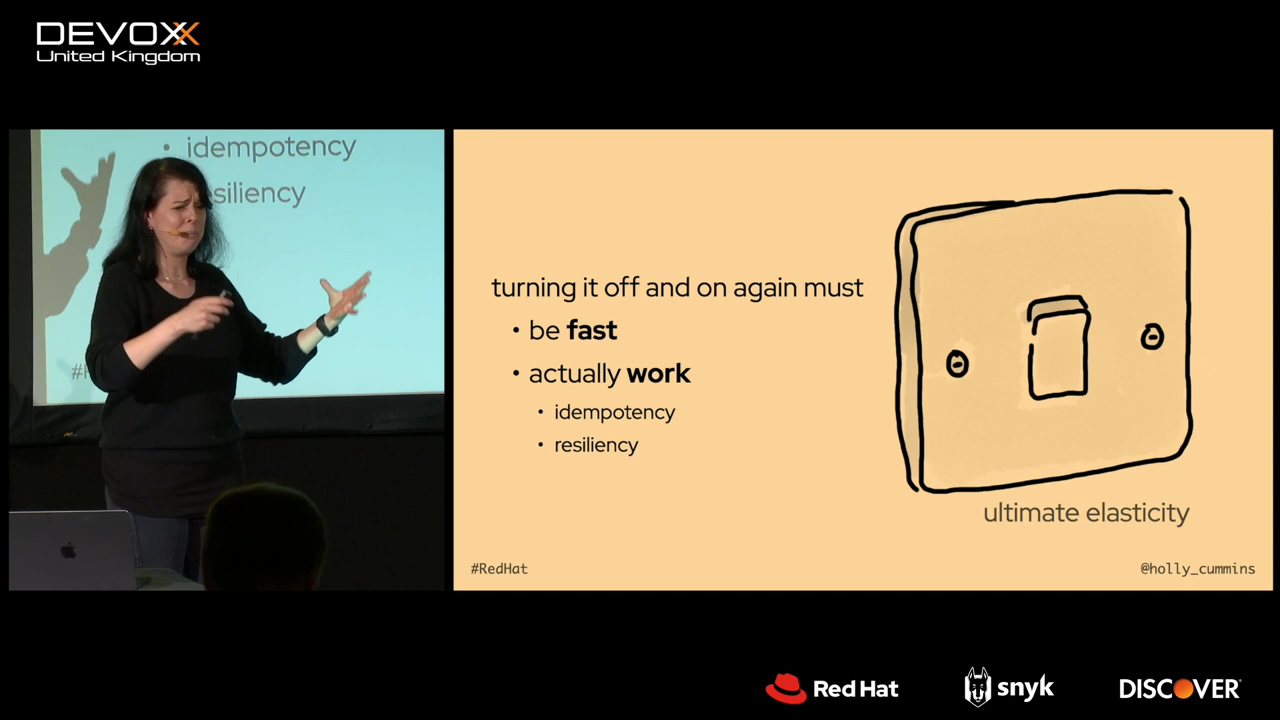 DEVOXX
United Kingdom
• idempotency
siliency
#
turning it off and on again must
• be fast
• actually work
• idempotency
• resiliency
ultimate elasticity
#RedHat
@holly_cummins
Red Hat
snyk
DISCOVER